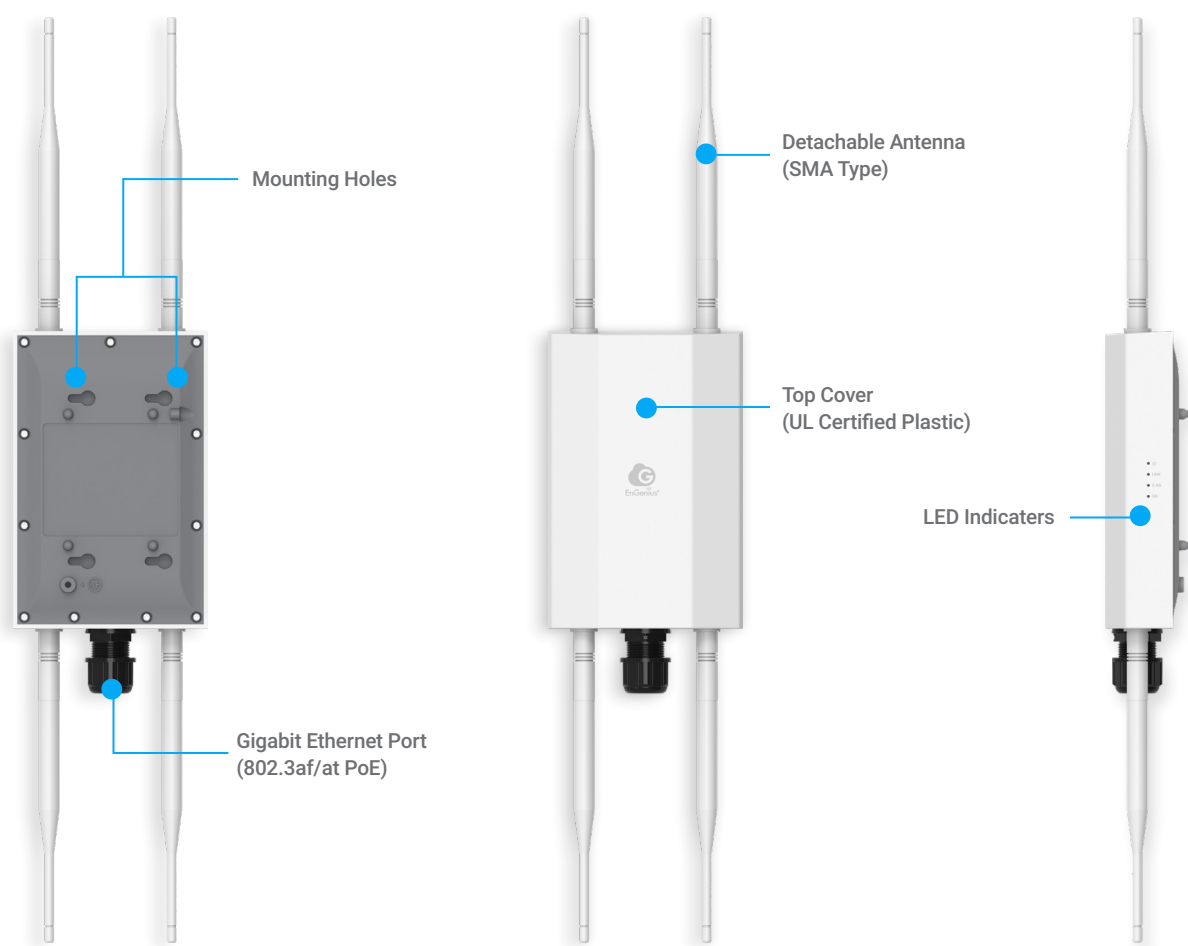 Detachable Antenna
(SMA Type)
Mounting Holes
Top Cover
(UL Certified Plastic)
EnGenius®
LED Indicaters
Gigabit Ethernet Port
(802.3af/at PoE)